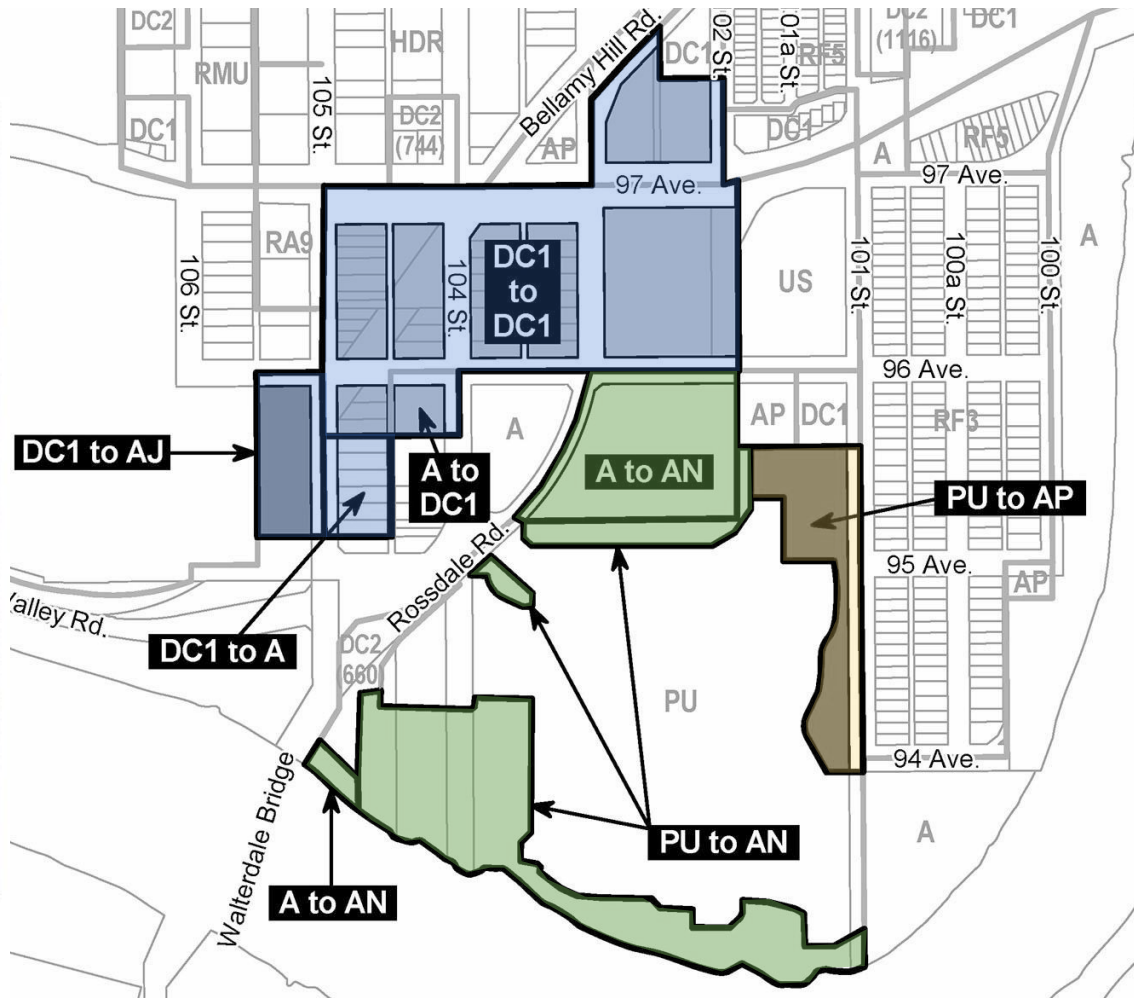 DC2
HDR
RMU
105 St.
DC1
DC2
(744)
Bellamy Hill Rd.
AP
DC1
102 St.
101a St.
RF5
DC2
(1116)
DC1
DC1
A
RF5
97 Ave.
97 Ave.
RA9
106 St.
104 St.
DC1
to
DC1
US
101 St.
100a St.
100 St.
A
96 Ave.
AP
DC1
RF3
A
DC1 to AJ
A to
DC1
A to AN
PU to AP
95 Ave.
AP
Rossdale Rd.
Valley Rd.
DC1 to A
DC2
(660)
PU
94 Ave.
Walterdale Bridge
PU to AN
A
A to AN